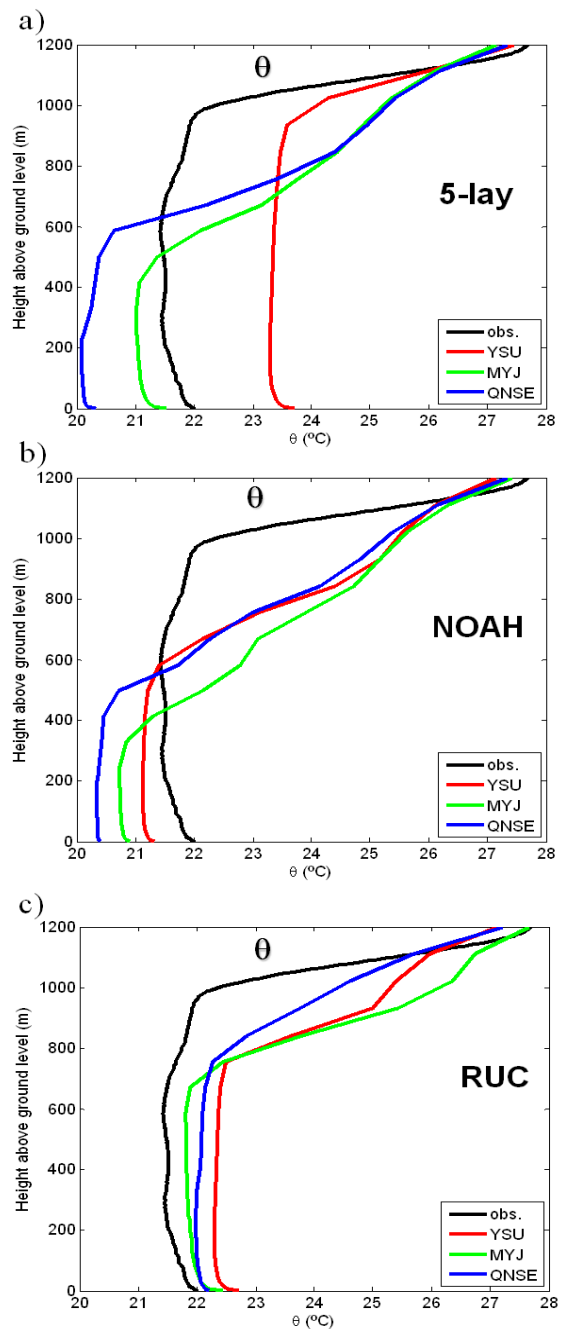 a)
θ
5-lay
Height above ground level (m)
1200
1000
800
600
400
200
0
20 21 22 23 24 25 26 27 28
θ (ºC)
obs.
YSU
MYJ
QNSE
b)
θ
NOAH
Height above ground level (m)
1200
1000
800
600
400
200
0
20 21 22 23 24 25 26 27 28
θ (ºC)
obs.
YSU
MYJ
QNSE
c)
θ
RUC
Height above ground level (m)
1200
1000
800
600
400
200
0
20 21 22 23 24 25 26 27 28
θ (ºC)
obs.
YSU
MYJ
QNSE